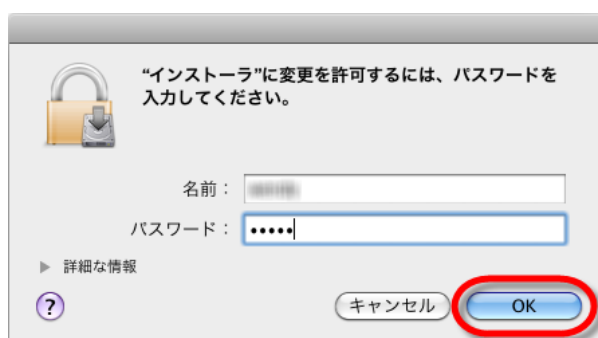 “インストーラ”に変更を許可するには、パスワードを
入力してください。
名前：
パスワード： •••••
▶ 詳細な情報
?
キャンセル
OK